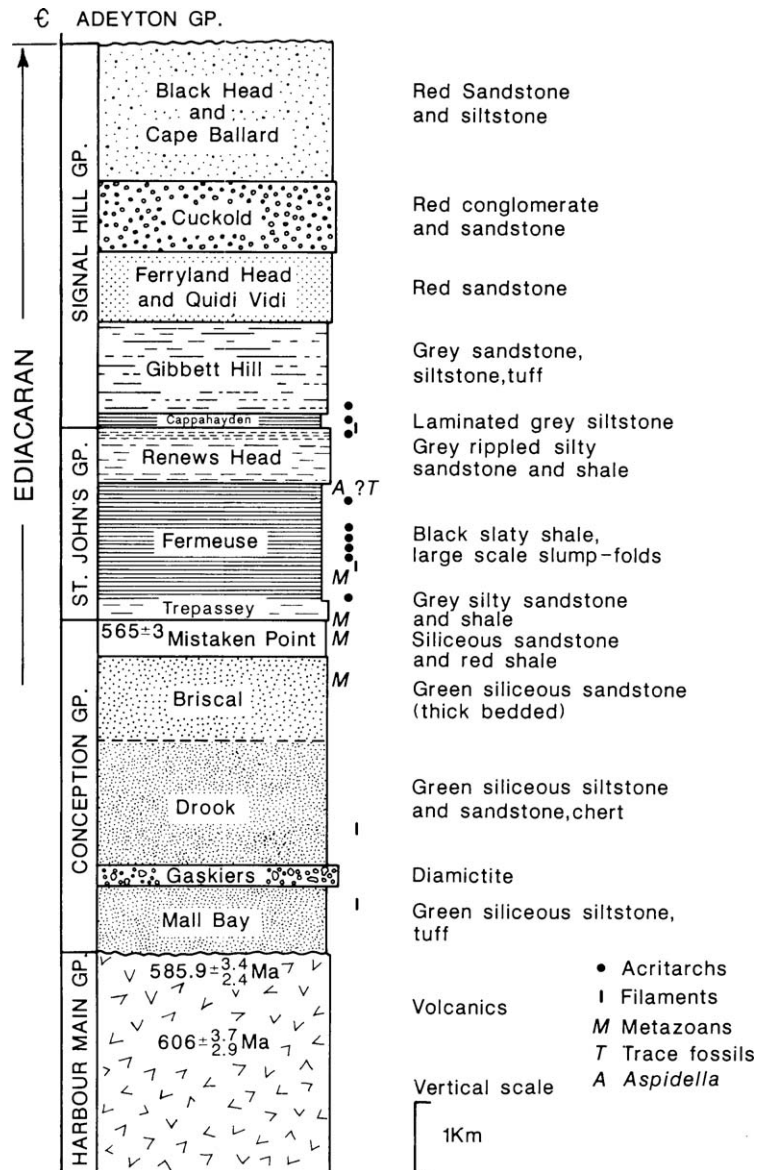 Є ADEYTON GP.
EDIACARAN
SIGNAL HILL GP.
ST. JOHN'S GP.
CONCEPTION GP.
HARBOUR MAIN GP.
Black Head
and
Cape Ballard
Red Sandstone
and siltstone
Cuckold
Red conglomerate
and sandstone
Ferryland Head
and Quidi Vidi
Red sandstone
Gibbett Hill
Grey sandstone,
siltstone,tuff
Cappahayden
Laminated grey siltstone
Renews Head
Grey rippled silty
sandstone and shale
A ?T
Fermeuse
Black slaty shale,
large scale slump-folds
M
Trepassey
Grey silty sandstone
and shale
M
565±3 Mistaken Point
M
Siliceous sandstone
and red shale
M
Briscal
Green siliceous sandstone
(thick bedded)
Drook
Green siliceous siltstone
and sandstone,chert
Gaskiers
Diamictite
Mall Bay
Green siliceous siltstone,
tuff
585.9±3.4/2.4 Ma
606±3.7/2.9 Ma
Volcanics
● Acritarchs
ı Filaments
M Metazoans
T Trace fossils
A Aspidella
Vertical scale
1Km